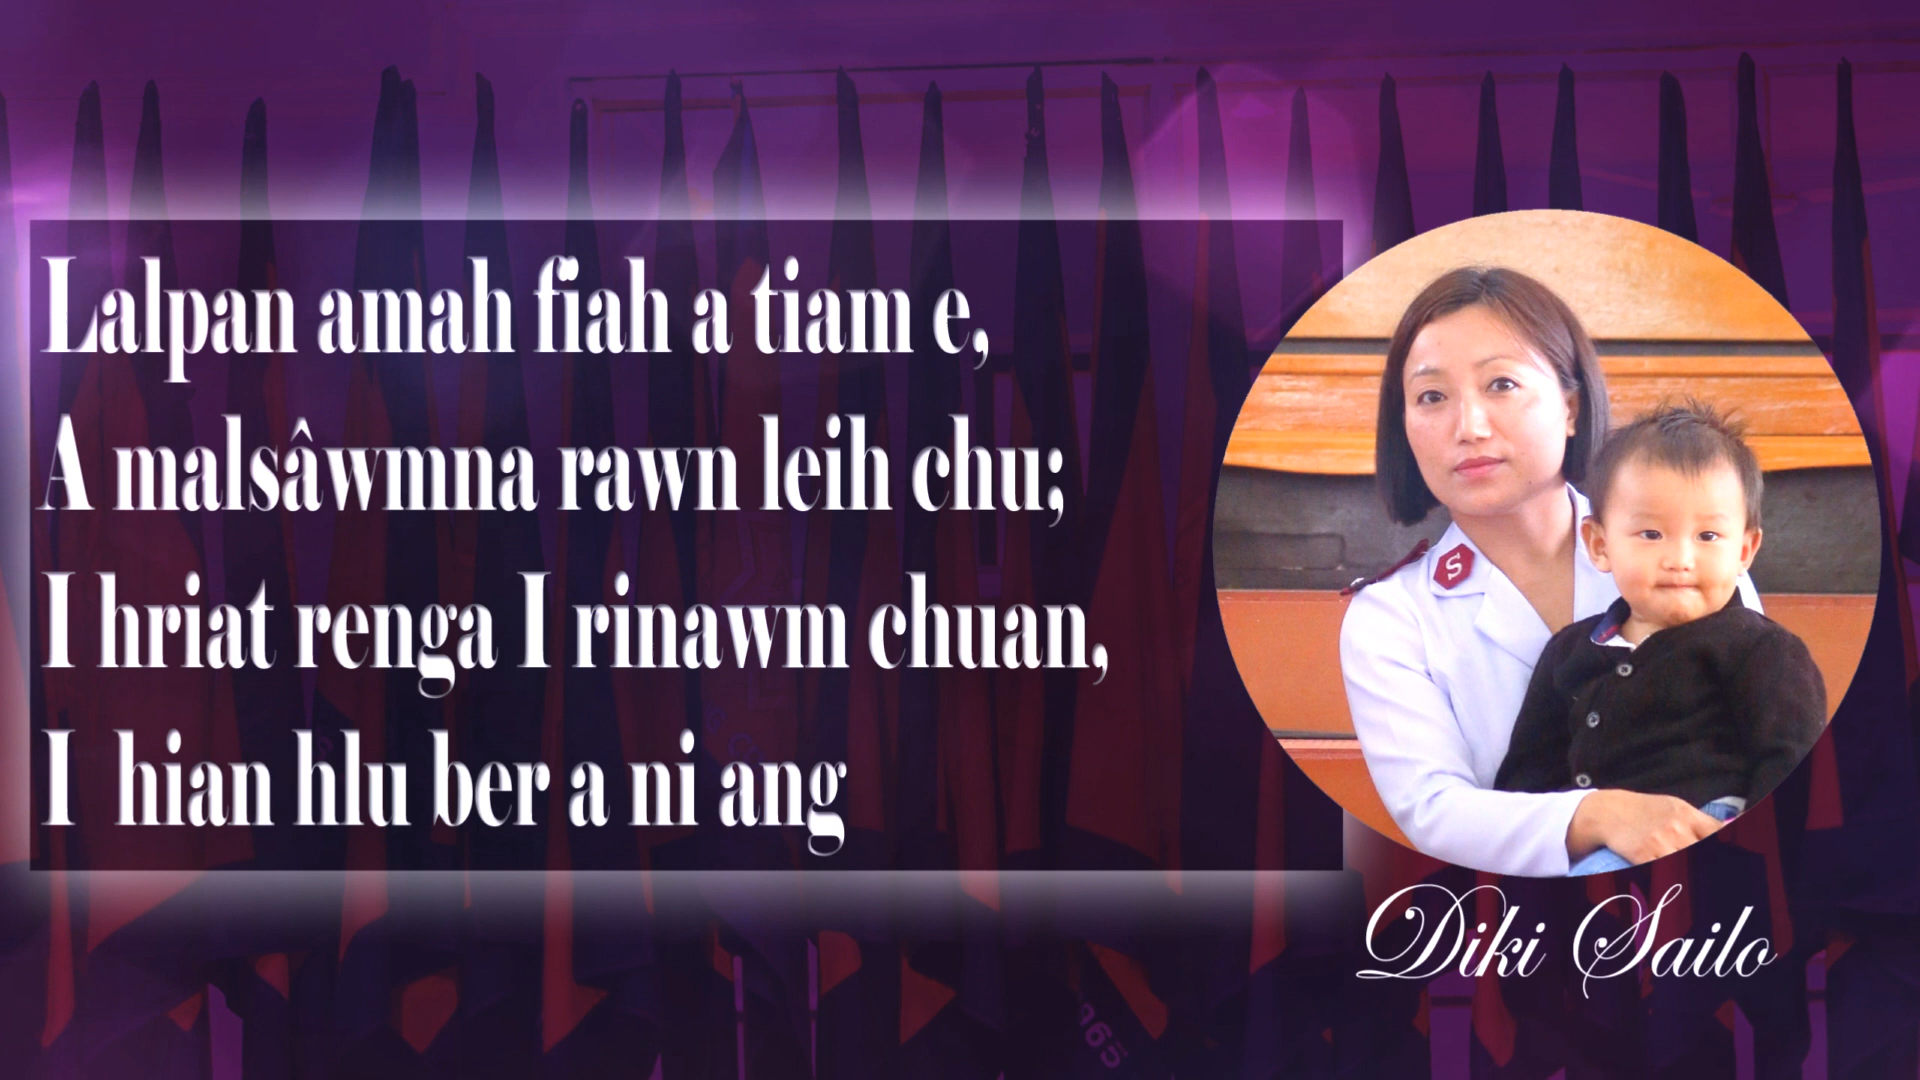 Lalpan amah fiah a tiam e,
A malsâwmna rawn leih chu;
I hriat renga I rinawm chuan,
I hian hlu ber a ni ang
S
Diki Sailo
965